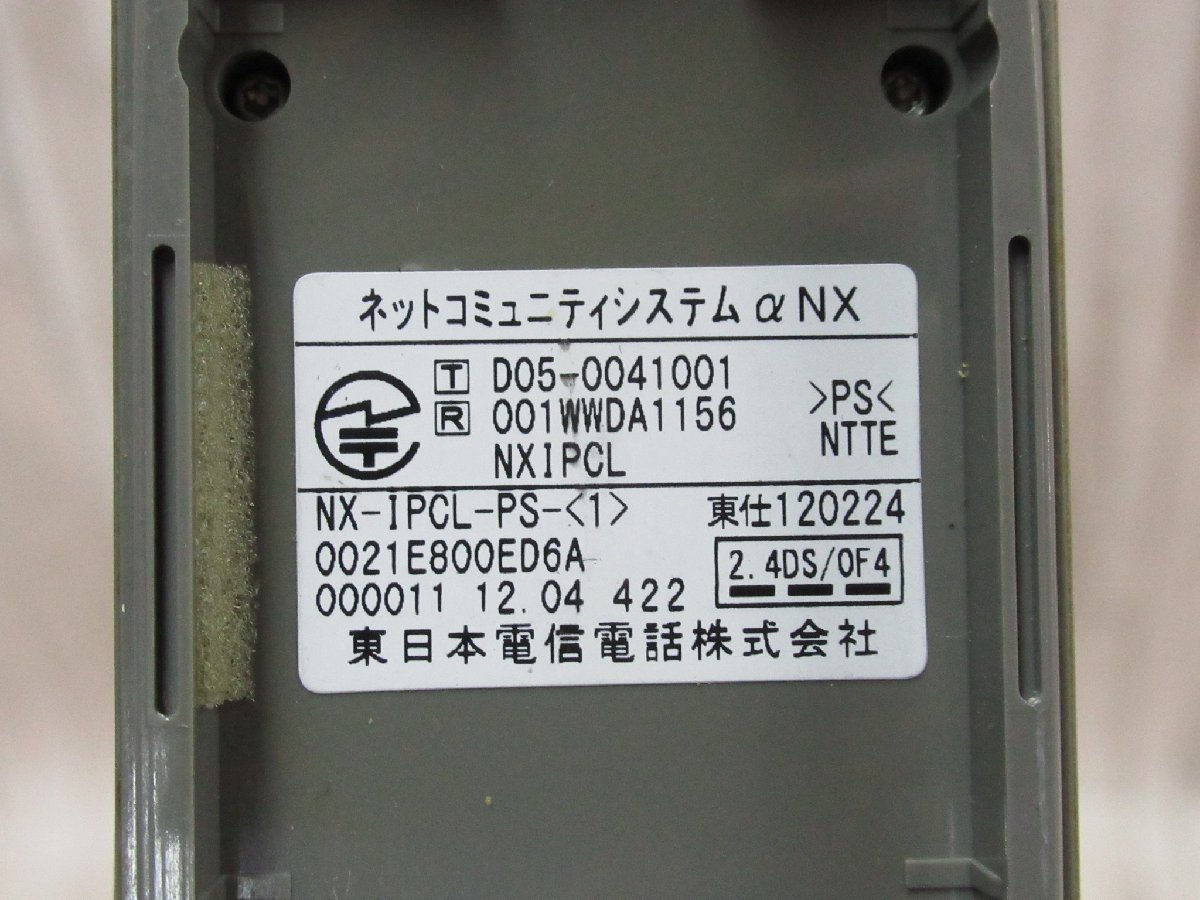 ネットコミュニティシステムαNX
T D05-0041001
R 001WWDA1156
NXIPCL
>PS<
NTTE
NX-IPCL-PS-<1> 東仕120224
0021E800ED6A
2.4DS/OF4
000011 12.04 422
東日本電信電話株式会社